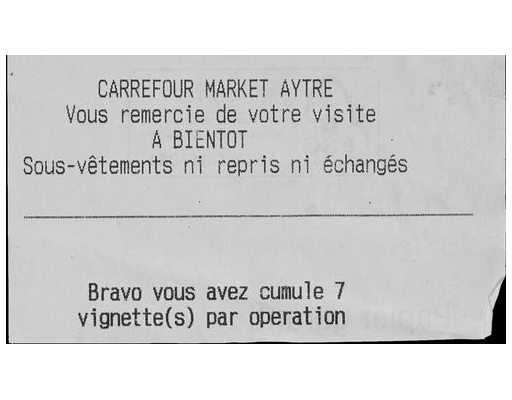 CARREFOUR MARKET AYTRE
Vous remercie de votre visite
A BIENTOT
Sous-vêtements ni repris ni échangés
Bravo vous avez cumule 7
vignette(s) par operation